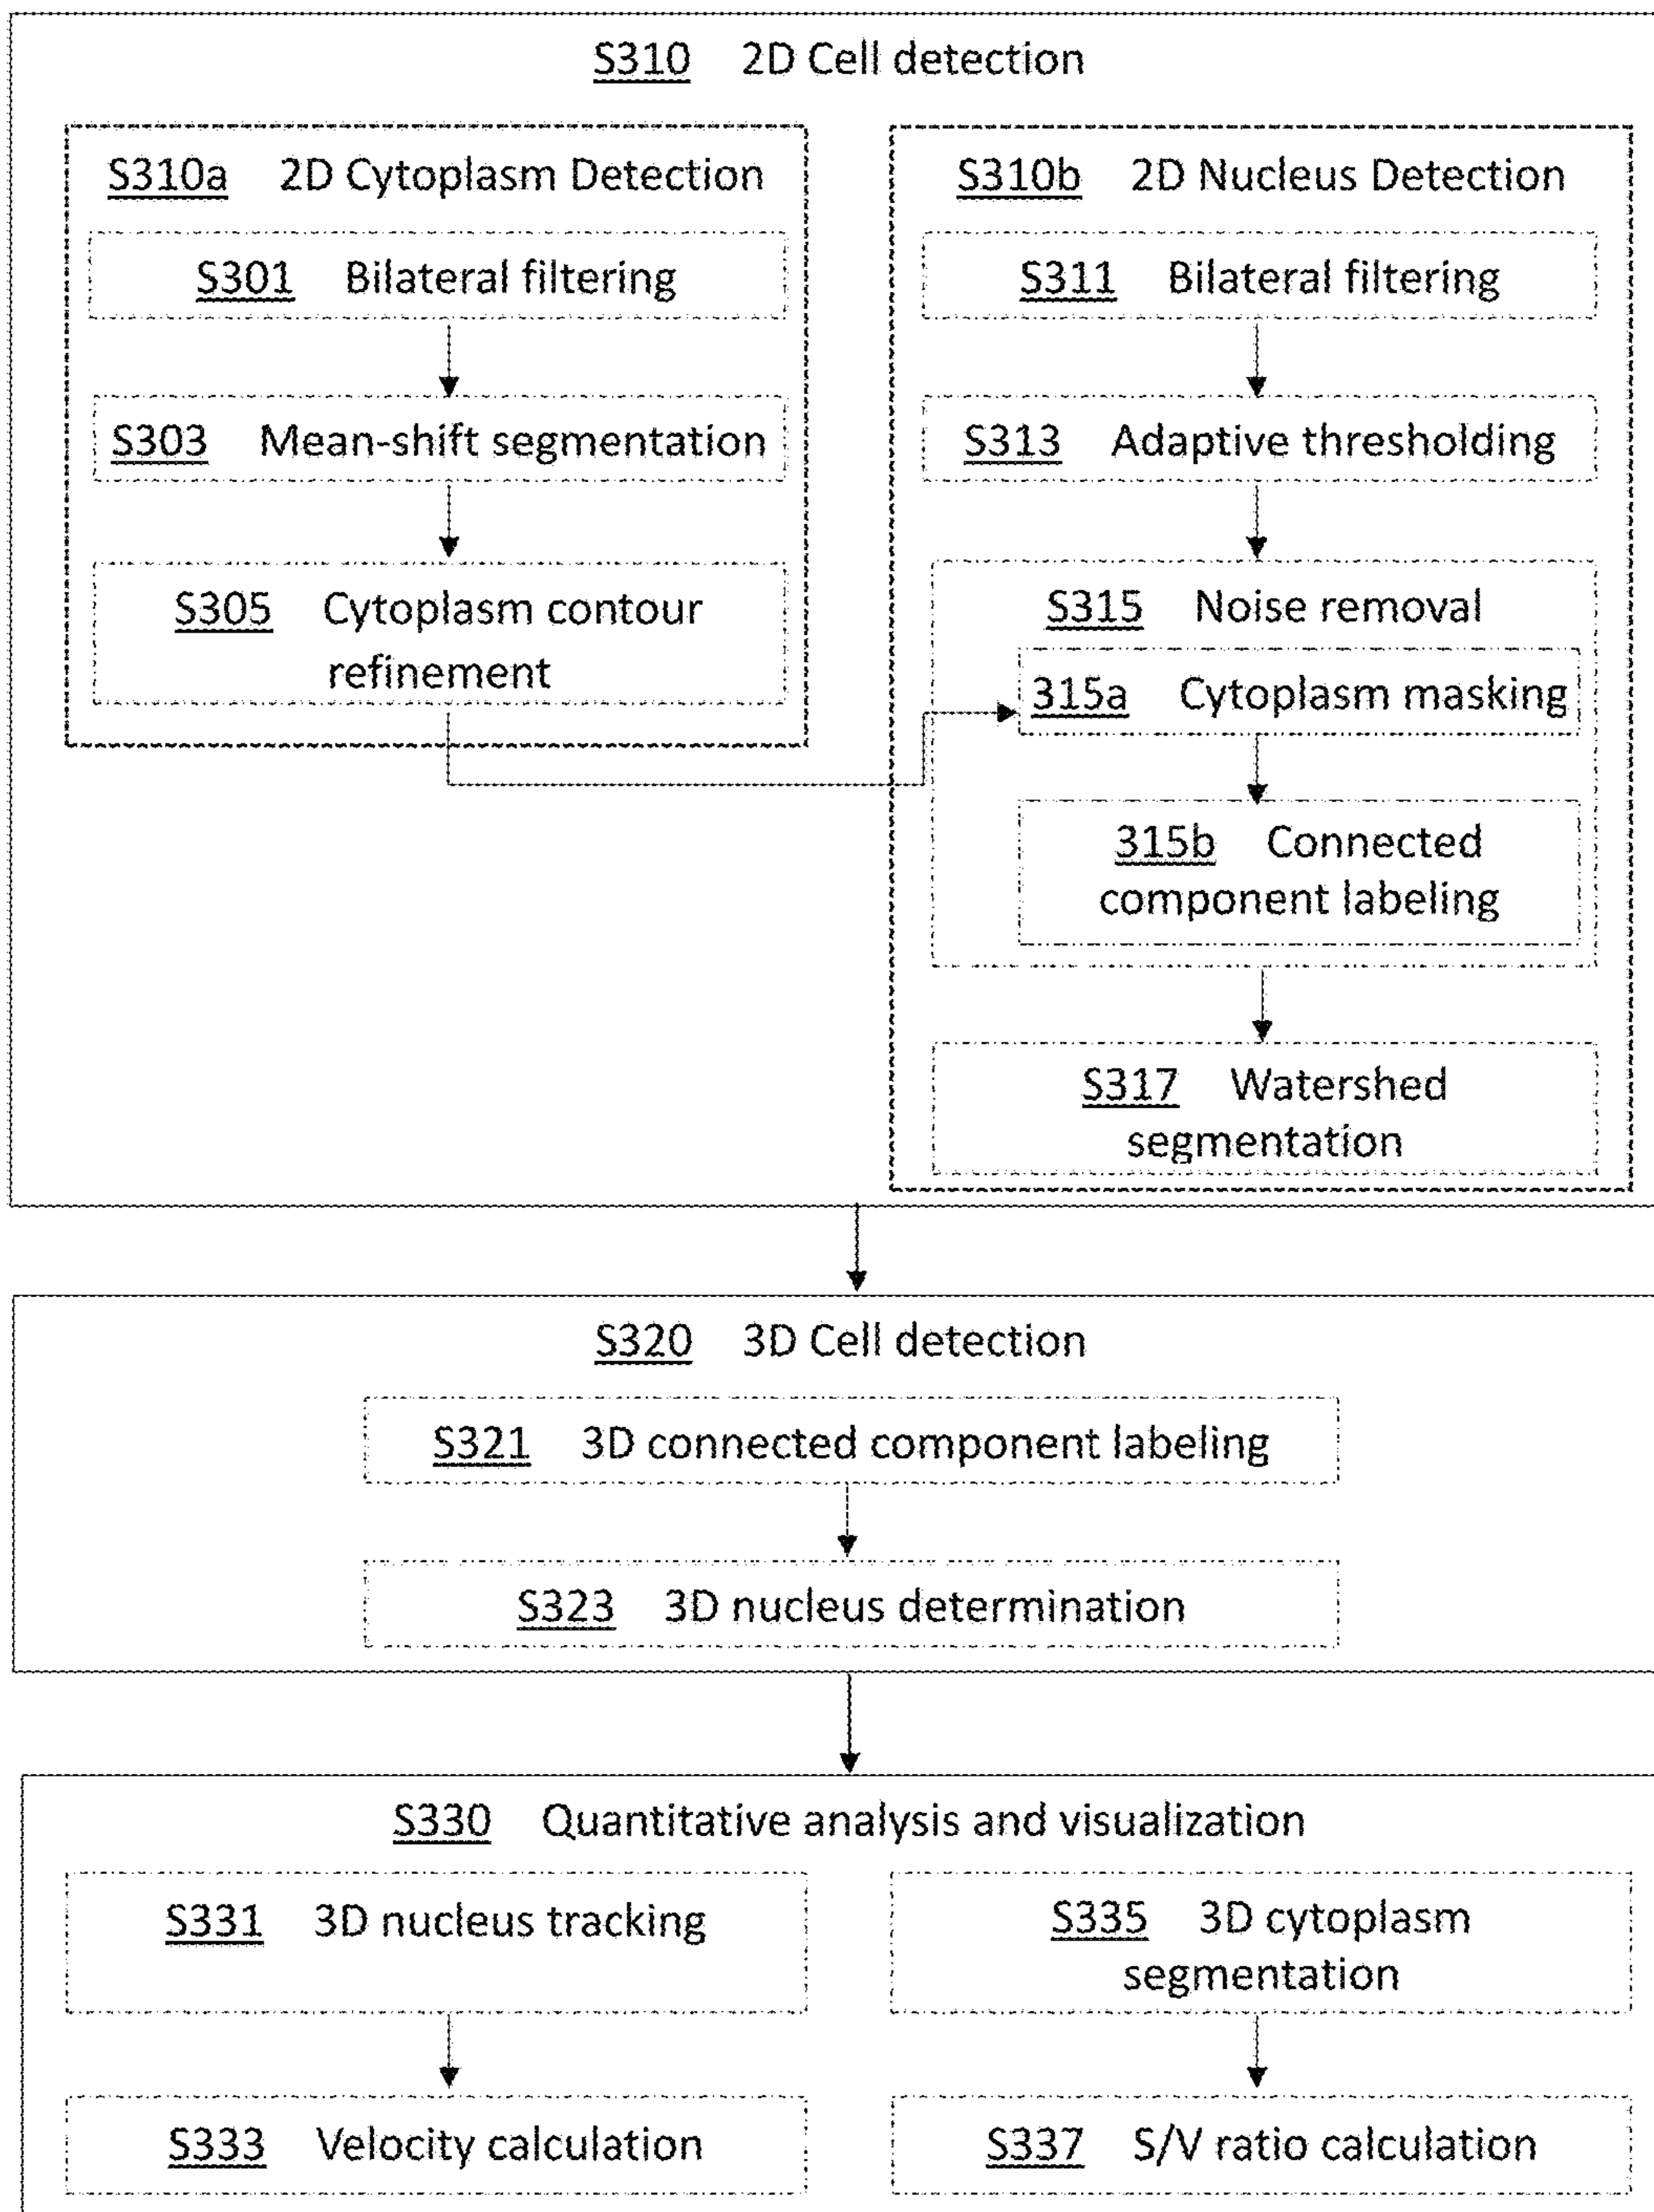 S310 2D Cell detection
S310a 2D Cytoplasm Detection
S301 Bilateral filtering
S303 Mean-shift segmentation
S305 Cytoplasm contour
refinement
S310b 2D Nucleus Detection
S311 Bilateral filtering
S313 Adaptive thresholding
S315 Noise removal
315a Cytoplasm masking
315b Connected
component labeling
S317 Watershed
segmentation
S320 3D Cell detection
S321 3D connected component labeling
S323 3D nucleus determination
S330 Quantitative analysis and visualization
S331 3D nucleus tracking
S333 Velocity calculation
S335 3D cytoplasm
segmentation
S337 S/V ratio calculation